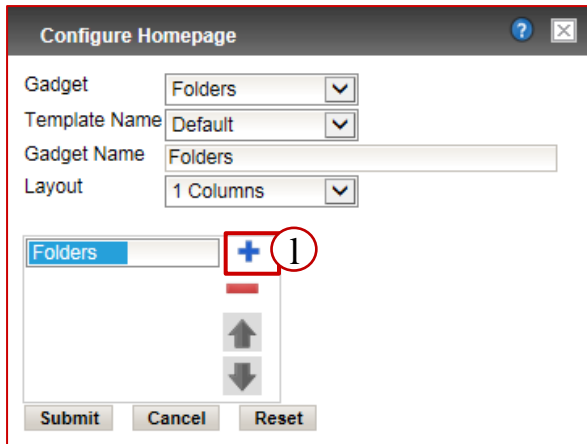 Configure Homepage ?
Gadget Folders
Template Name Default
Gadget Name Folders
Layout 1 Columns
Folders 1
Submit Cancel Reset